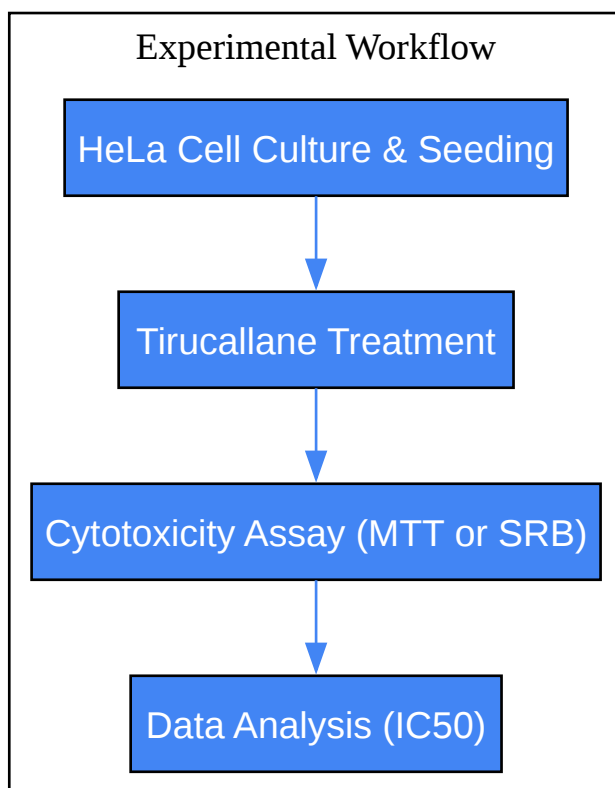 Experimental Workflow
HeLa Cell Culture & Seeding
Tirucallane Treatment
Cytotoxicity Assay (MTT or SRB)
Data Analysis (IC50)